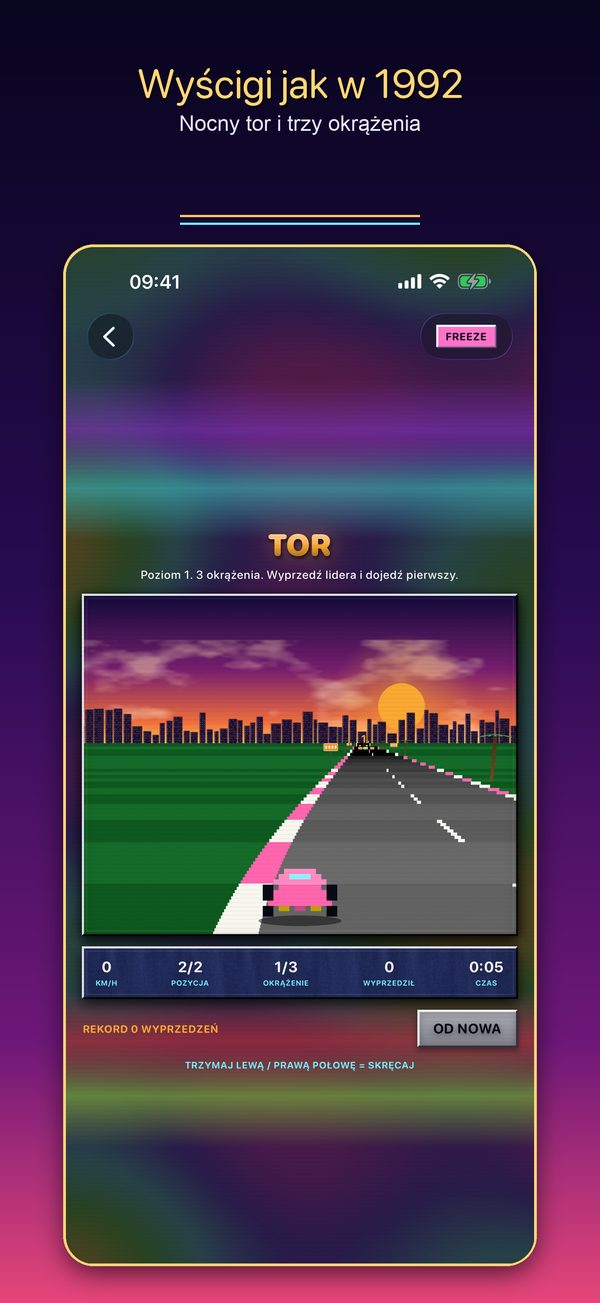 Wyścigi jak w 1992
Nocny tor i trzy okrążenia
09:41
FREEZE
TOR
Poziom 1. 3 okrążenia. Wyprzedź lidera i dojedź pierwszy.
0 2/2 1/3 0 0:05
KM/H POZYCJA OKRĄŻENIE WYPRZEDZIŁ CZAS
REKORD 0 WYPRZEDZEŃ
OD NOWA
TRZYMAJ LEWĄ / PRAWĄ POŁOWĘ = SKRĘCAJ